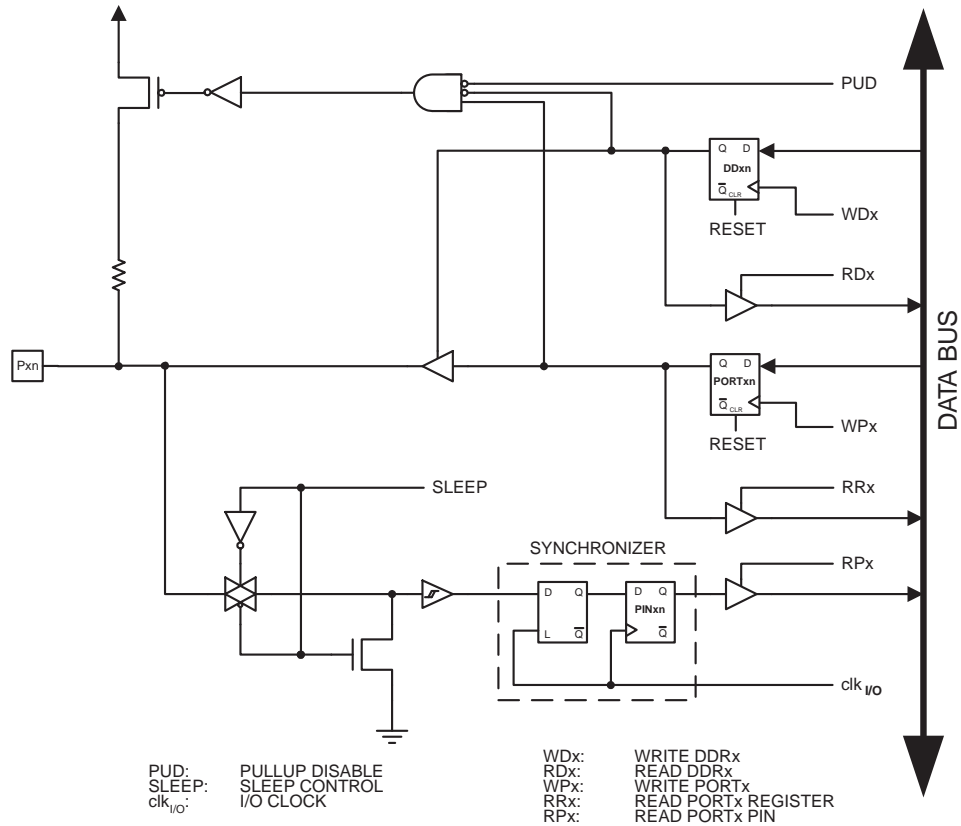 PUD
Q D
DDxn
Q CLR
WDx
RESET
RDx
Pxn
Q D
PORTxn
Q CLR
WPx
RESET
DATA BUS
SLEEP
RRx
SYNCHRONIZER
RPx
D Q
L Q
D Q
PINxn
Q
clk I/O
PUD: PULLUP DISABLE
SLEEP: SLEEP CONTROL
clk I/O: I/O CLOCK
WDx: WRITE DDRx
RDx: READ DDRx
WPx: WRITE PORTx
RRx: READ PORTx REGISTER
RPx: READ PORTx PIN